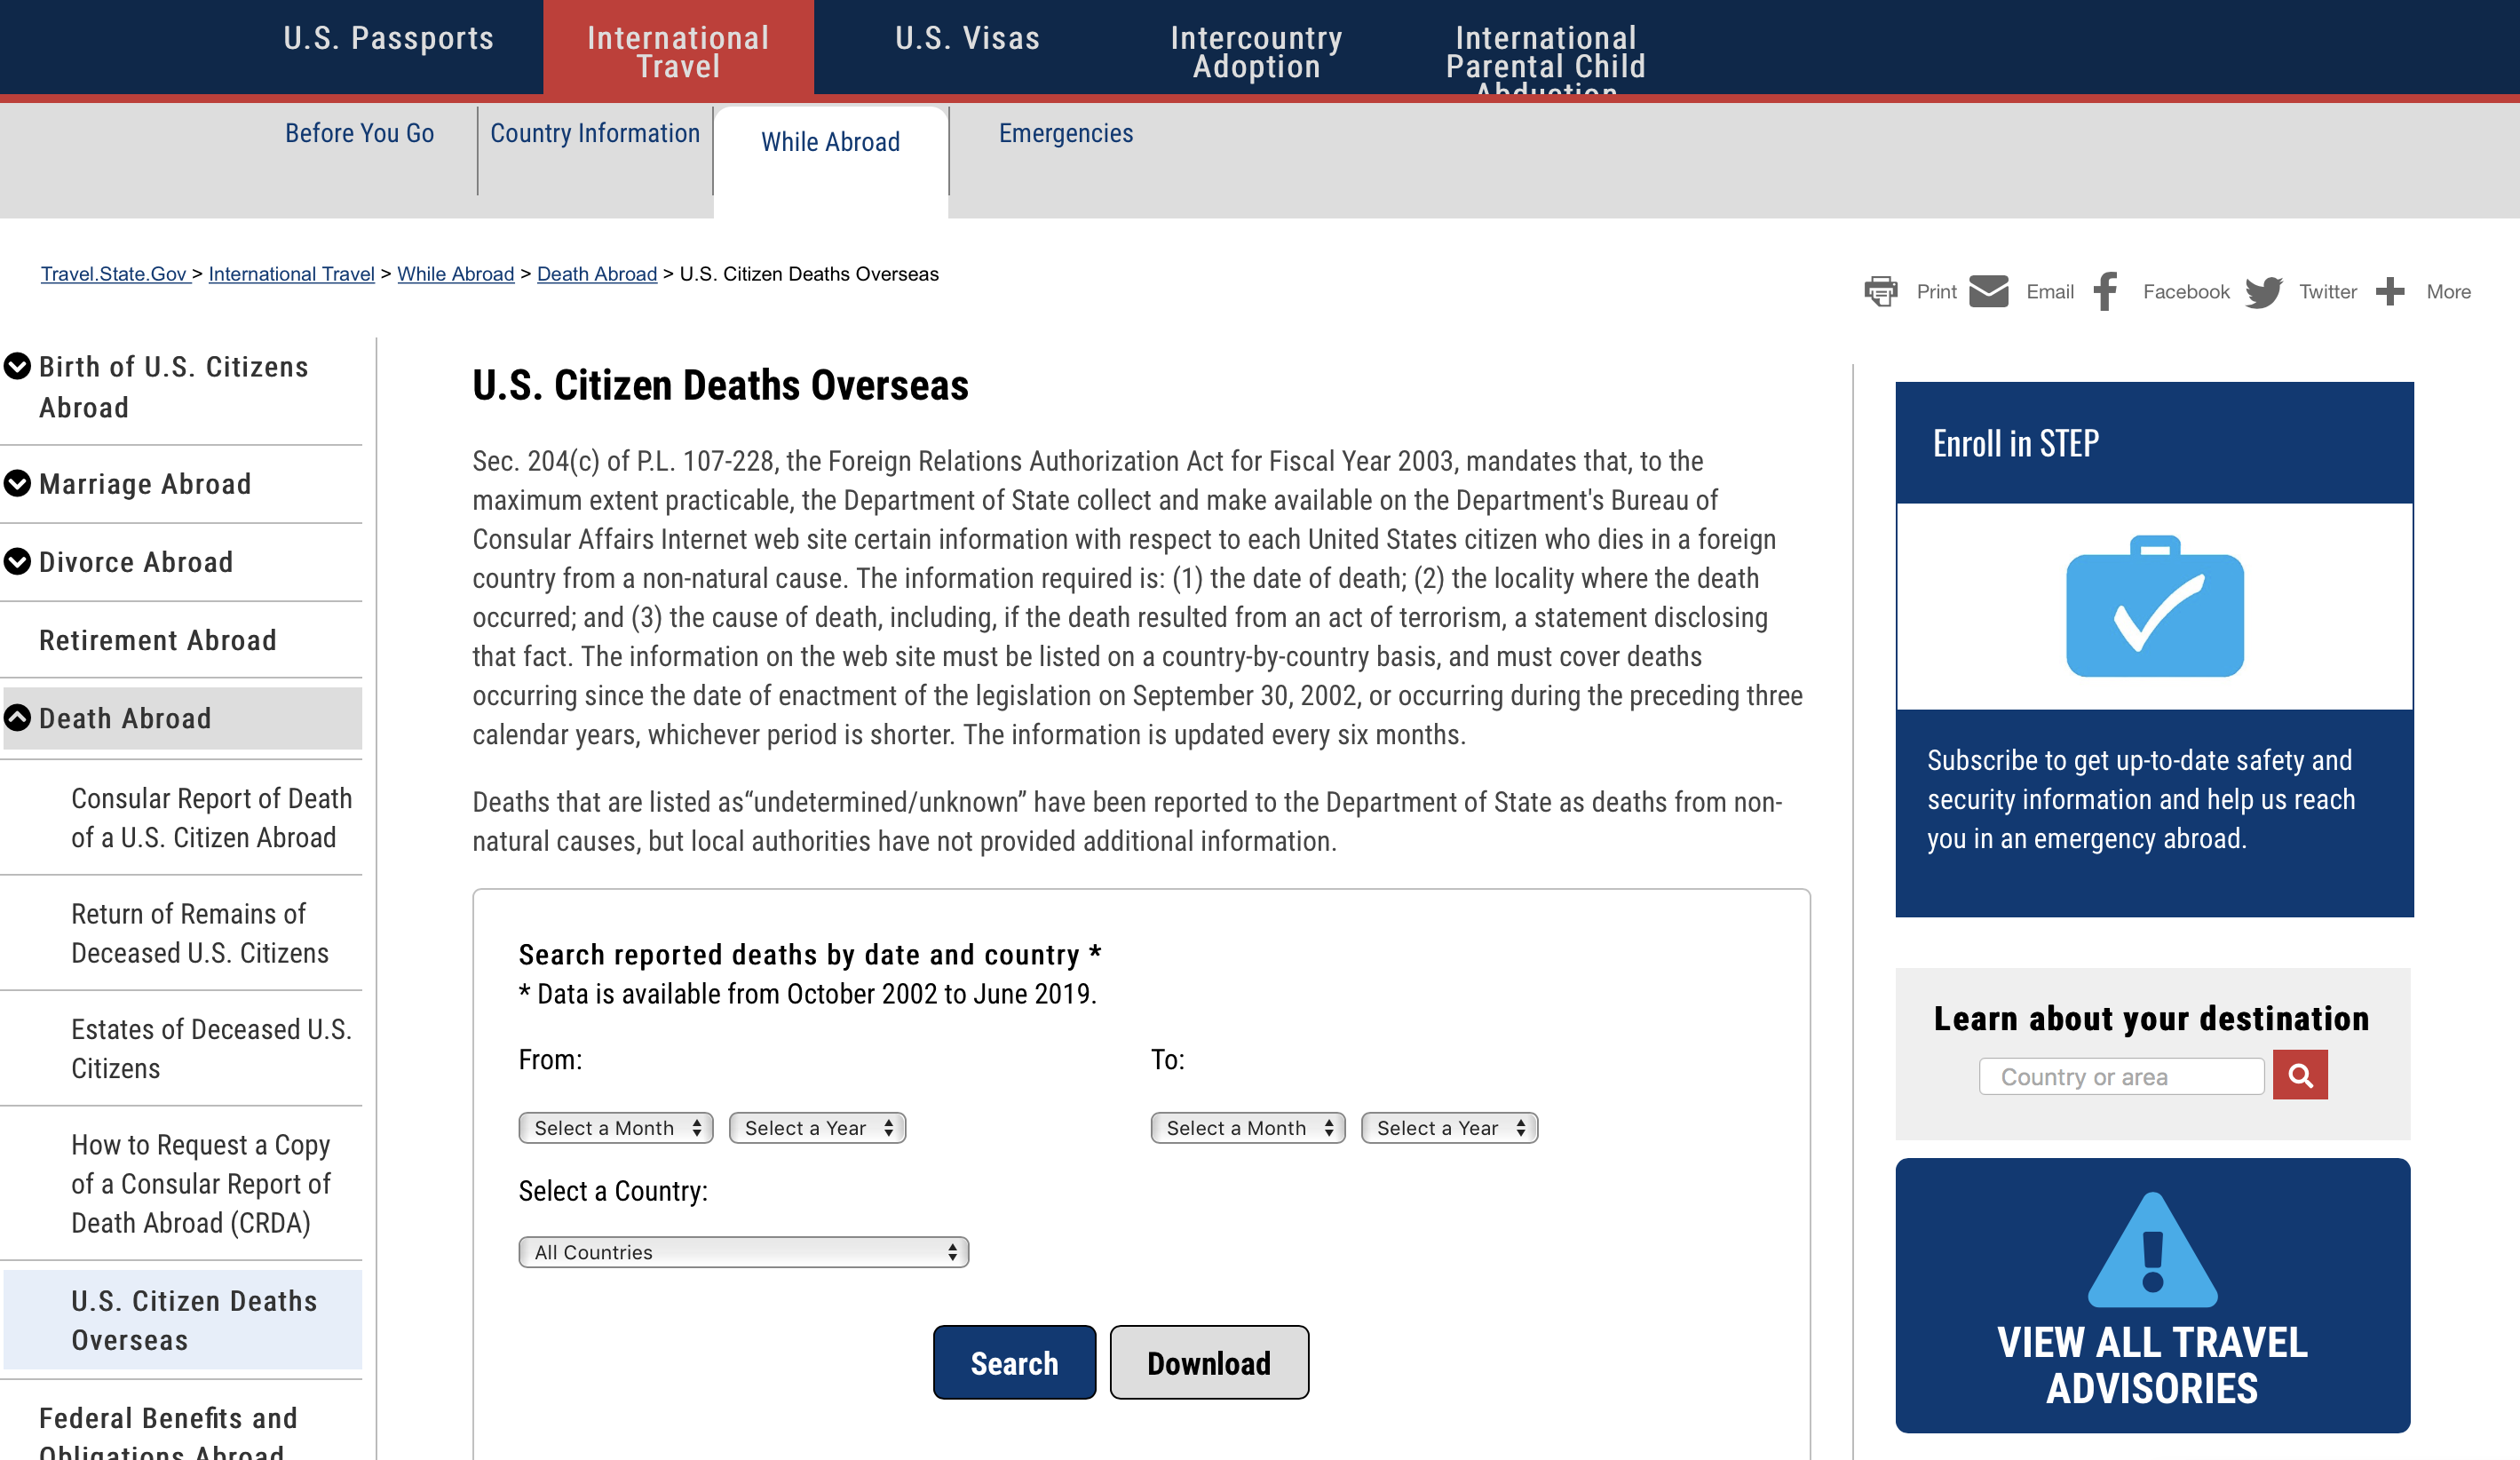 U.S. Passports
International
Travel
U.S. Visas
Intercountry
Adoption
International
Parental Child
Abduction
Before You Go
Country Information
While Abroad
Emergencies
Travel.State.Gov > International Travel > While Abroad > Death Abroad > U.S. Citizen Deaths Overseas
Print
Email
Facebook
Twitter
More
Birth of U.S. Citizens
Abroad
Marriage Abroad
Divorce Abroad
Retirement Abroad
Death Abroad
Consular Report of Death
of a U.S. Citizen Abroad
Return of Remains of
Deceased U.S. Citizens
Estates of Deceased U.S.
Citizens
How to Request a Copy
of a Consular Report of
Death Abroad (CRDA)
U.S. Citizen Deaths
Overseas
Federal Benefits and
Obligations Abroad
U.S. Citizen Deaths Overseas
Sec. 204(c) of P.L. 107-228, the Foreign Relations Authorization Act for Fiscal Year 2003, mandates that, to the
maximum extent practicable, the Department of State collect and make available on the Department's Bureau of
Consular Affairs Internet web site certain information with respect to each United States citizen who dies in a foreign
country from a non-natural cause. The information required is: (1) the date of death; (2) the locality where the death
occurred; and (3) the cause of death, including, if the death resulted from an act of terrorism, a statement disclosing
that fact. The information on the web site must be listed on a country-by-country basis, and must cover deaths
occurring since the date of enactment of the legislation on September 30, 2002, or occurring during the preceding three
calendar years, whichever period is shorter. The information is updated every six months.
Deaths that are listed as“undetermined/unknown” have been reported to the Department of State as deaths from non-
natural causes, but local authorities have not provided additional information.
Search reported deaths by date and country *
* Data is available from October 2002 to June 2019.
From:
To:
Select a Month
Select a Year
Select a Month
Select a Year
Select a Country:
All Countries
Search
Download
Enroll in STEP
Subscribe to get up-to-date safety and
security information and help us reach
you in an emergency abroad.
Learn about your destination
Country or area
VIEW ALL TRAVEL
ADVISORIES